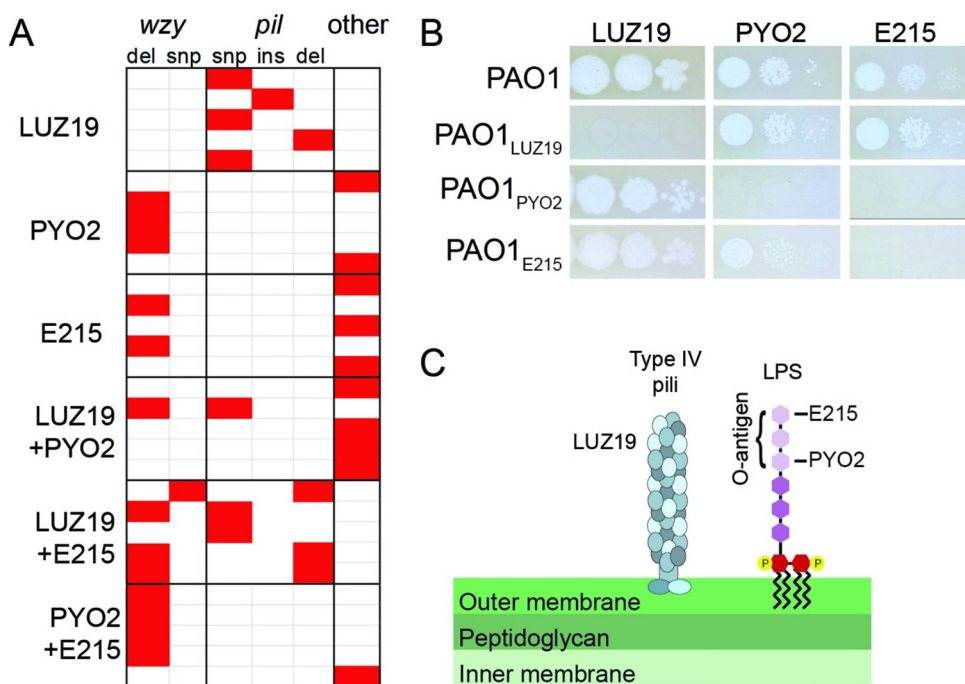 A
wzy pil other
del snp snp ins del
LUZ19
PYO2
E215
LUZ19
+PYO2
LUZ19
+E215
PYO2
+E215
B
LUZ19 PYO2 E215
PAO1
PAO1LUZ19
PAO1PYO2
PAO1E215
C
Type IV
pili
LPS
LUZ19
O-antigen
E215
PYO2
P P
Outer membrane
Peptidoglycan
Inner membrane